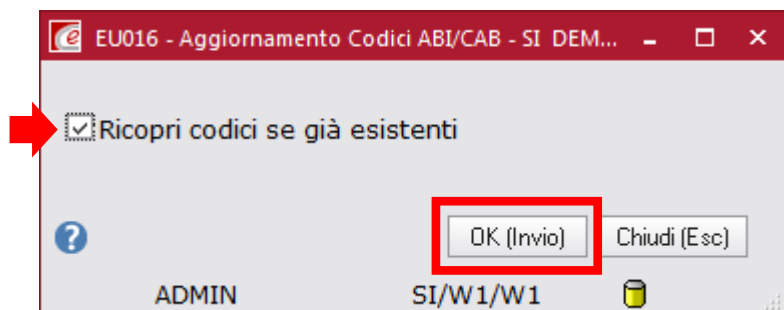 EU016 - Aggiornamento Codici ABI/CAB - SI DEM...
Ricopri codici se già esistenti
OK (Invio) Chiudi (Esc)
ADMIN SI/W1/W1